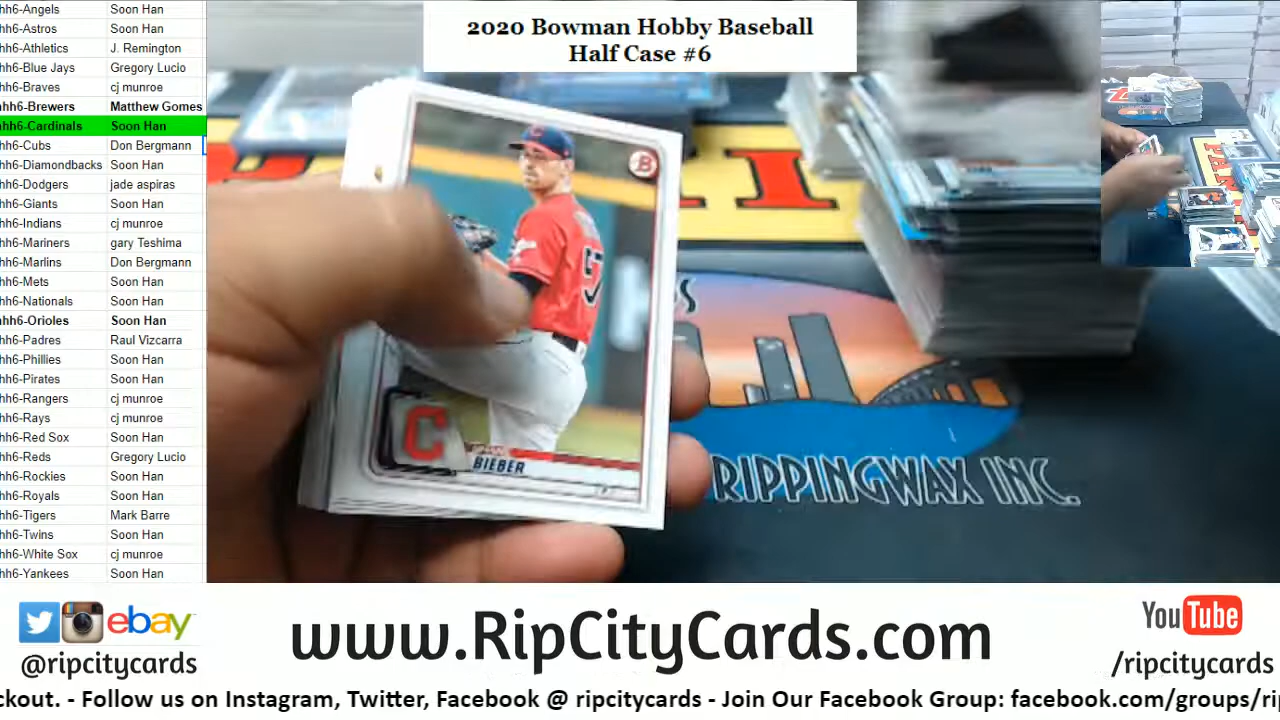 hh6-Angels Soon Han
hh6-Astros Soon Han
hh6-Athletics J. Remington
hh6-Blue Jays Gregory Lucio
hh6-Braves cj munroe
hh6-Brewers Matthew Gomes
hh6-Cardinals Soon Han
hh6-Cubs Don Bergmann
hh6-Diamondbacks Soon Han
hh6-Dodgers jade aspiras
hh6-Giants Soon Han
hh6-Indians cj munroe
hh6-Mariners gary Teshima
hh6-Marlins Don Bergmann
hh6-Mets Soon Han
hh6-Nationals Soon Han
hh6-Orioles Soon Han
hh6-Padres Raul Vizcarra
hh6-Phillies Soon Han
hh6-Pirates Soon Han
hh6-Rangers cj munroe
hh6-Rays cj munroe
hh6-Red Sox Soon Han
hh6-Reds Gregory Lucio
hh6-Rockies Soon Han
hh6-Royals Soon Han
hh6-Tigers Mark Barre
hh6-Twins Soon Han
hh6-White Sox cj munroe
hh6-Yankees Soon Han
2020 Bowman Hobby Baseball
Half Case #6
B
57
C
BIEBER
RIPPINGWAX INC.
ebay
@ripcitycards
www.RipCityCards.com
YouTube
/ripcitycards
ckout. - Follow us on Instagram, Twitter, Facebook @ ripcitycards - Join Our Facebook Group: facebook.com/groups/rip